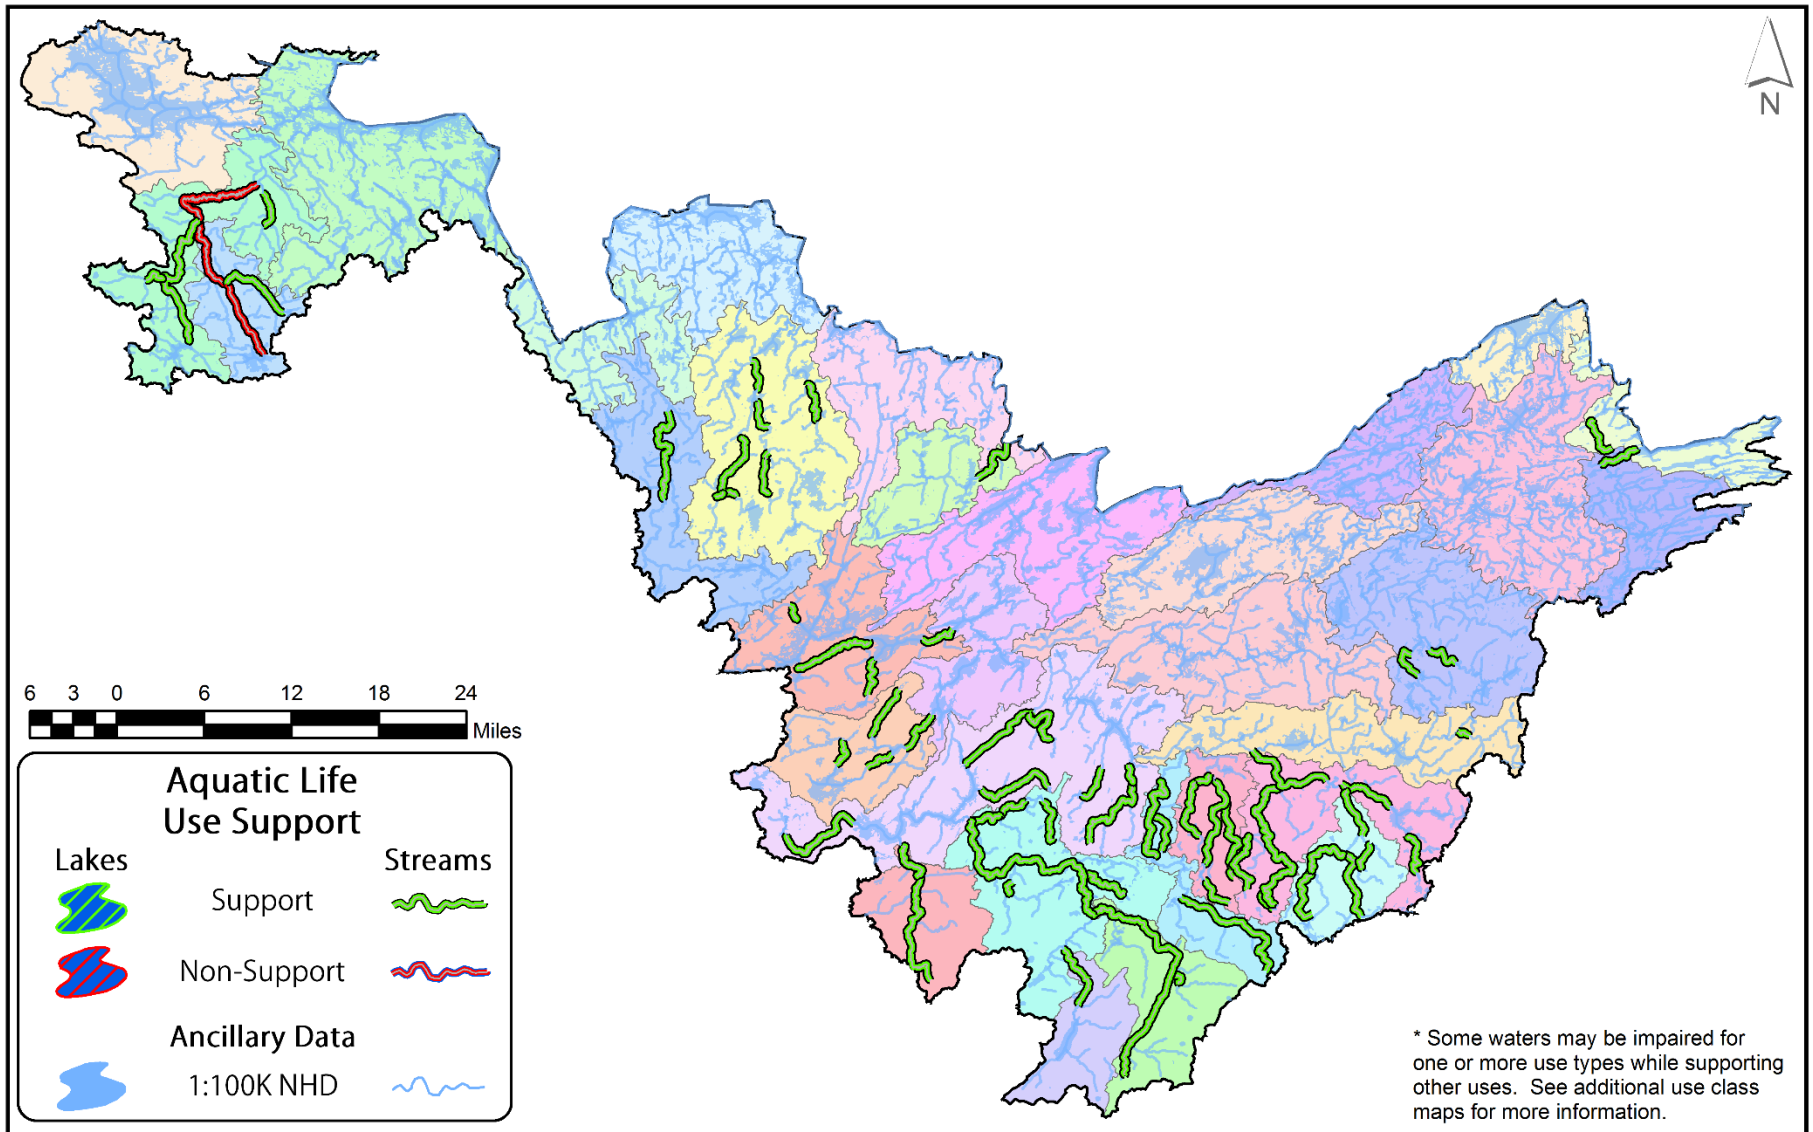 N
6 3 0 6 12 18 24
Miles
Aquatic Life
Use Support
Lakes Streams
Support
Non-Support
Ancillary Data
1:100K NHD
* Some waters may be impaired for
one or more use types while supporting
other uses. See additional use class
maps for more information.